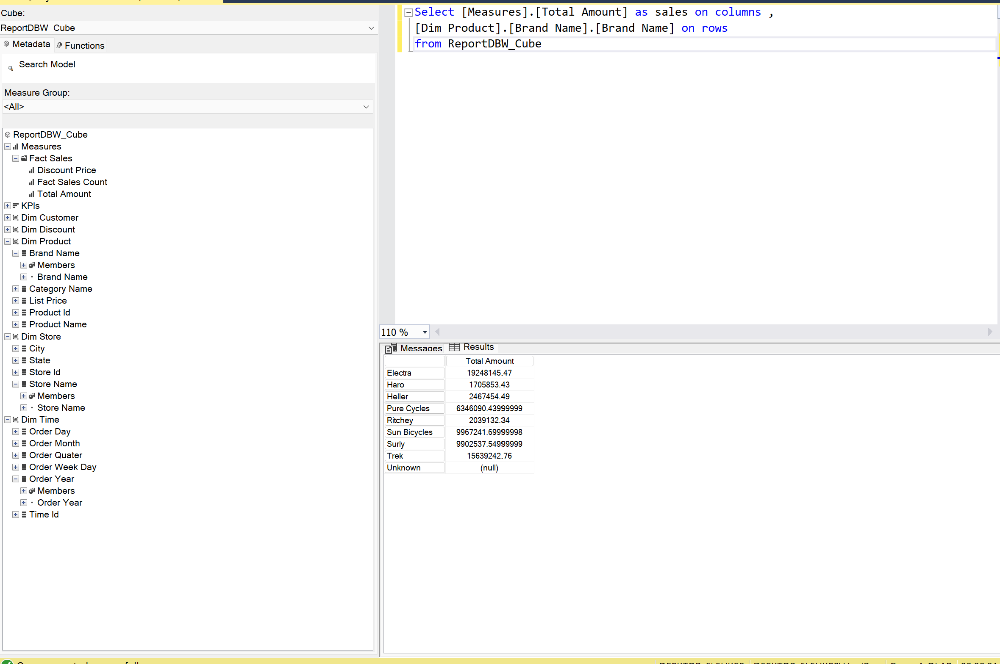 Cube:
ReportDBW_Cube
Metadata
Functions
Search Model
Measure Group:
<All>
ReportDBW_Cube
Measures
Fact Sales
Discount Price
Fact Sales Count
Total Amount
KPIs
Dim Customer
Dim Discount
Dim Product
Brand Name
Members
Brand Name
Category Name
List Price
Product Id
Product Name
Dim Store
City
State
Store Id
Store Name
Members
Store Name
Dim Time
Order Day
Order Month
Order Quater
Order Week Day
Order Year
Members
Order Year
Time Id
Select [Measures].[Total Amount] as sales on columns ,
[Dim Product].[Brand Name].[Brand Name] on rows
from ReportDBW_Cube
110 %
Messages Results
Total Amount
Electra 19248145.47
Haro 1705853.43
Heller 2467454.49
Pure Cycles 6346090.43999999
Ritchey 2039132.34
Sun Bicycles 9967241.69999998
Surly 9902537.54999999
Trek 15639242.76
Unknown (null)